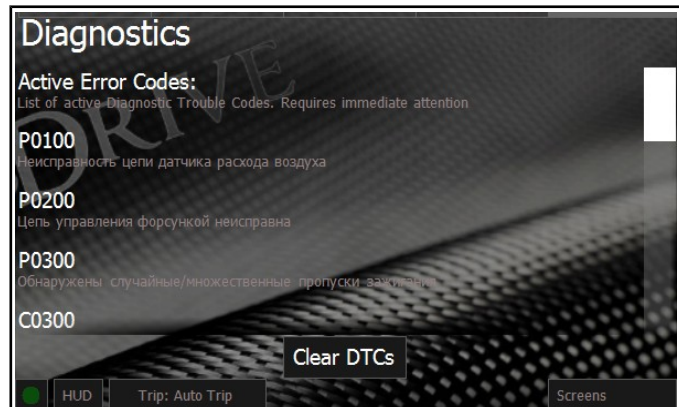 Diagnostics
Active Error Codes:
List of active Diagnostic Trouble Codes. Requires immediate attention
P0100
Неисправность цепи датчика расхода воздуха
P0200
Цепь управления форсункой неисправна
P0300
Обнаружены случайные/множественные пропуски зажигания
C0300
Clear DTCs
HUD
Trip: Auto Trip
Screens
DRIVE